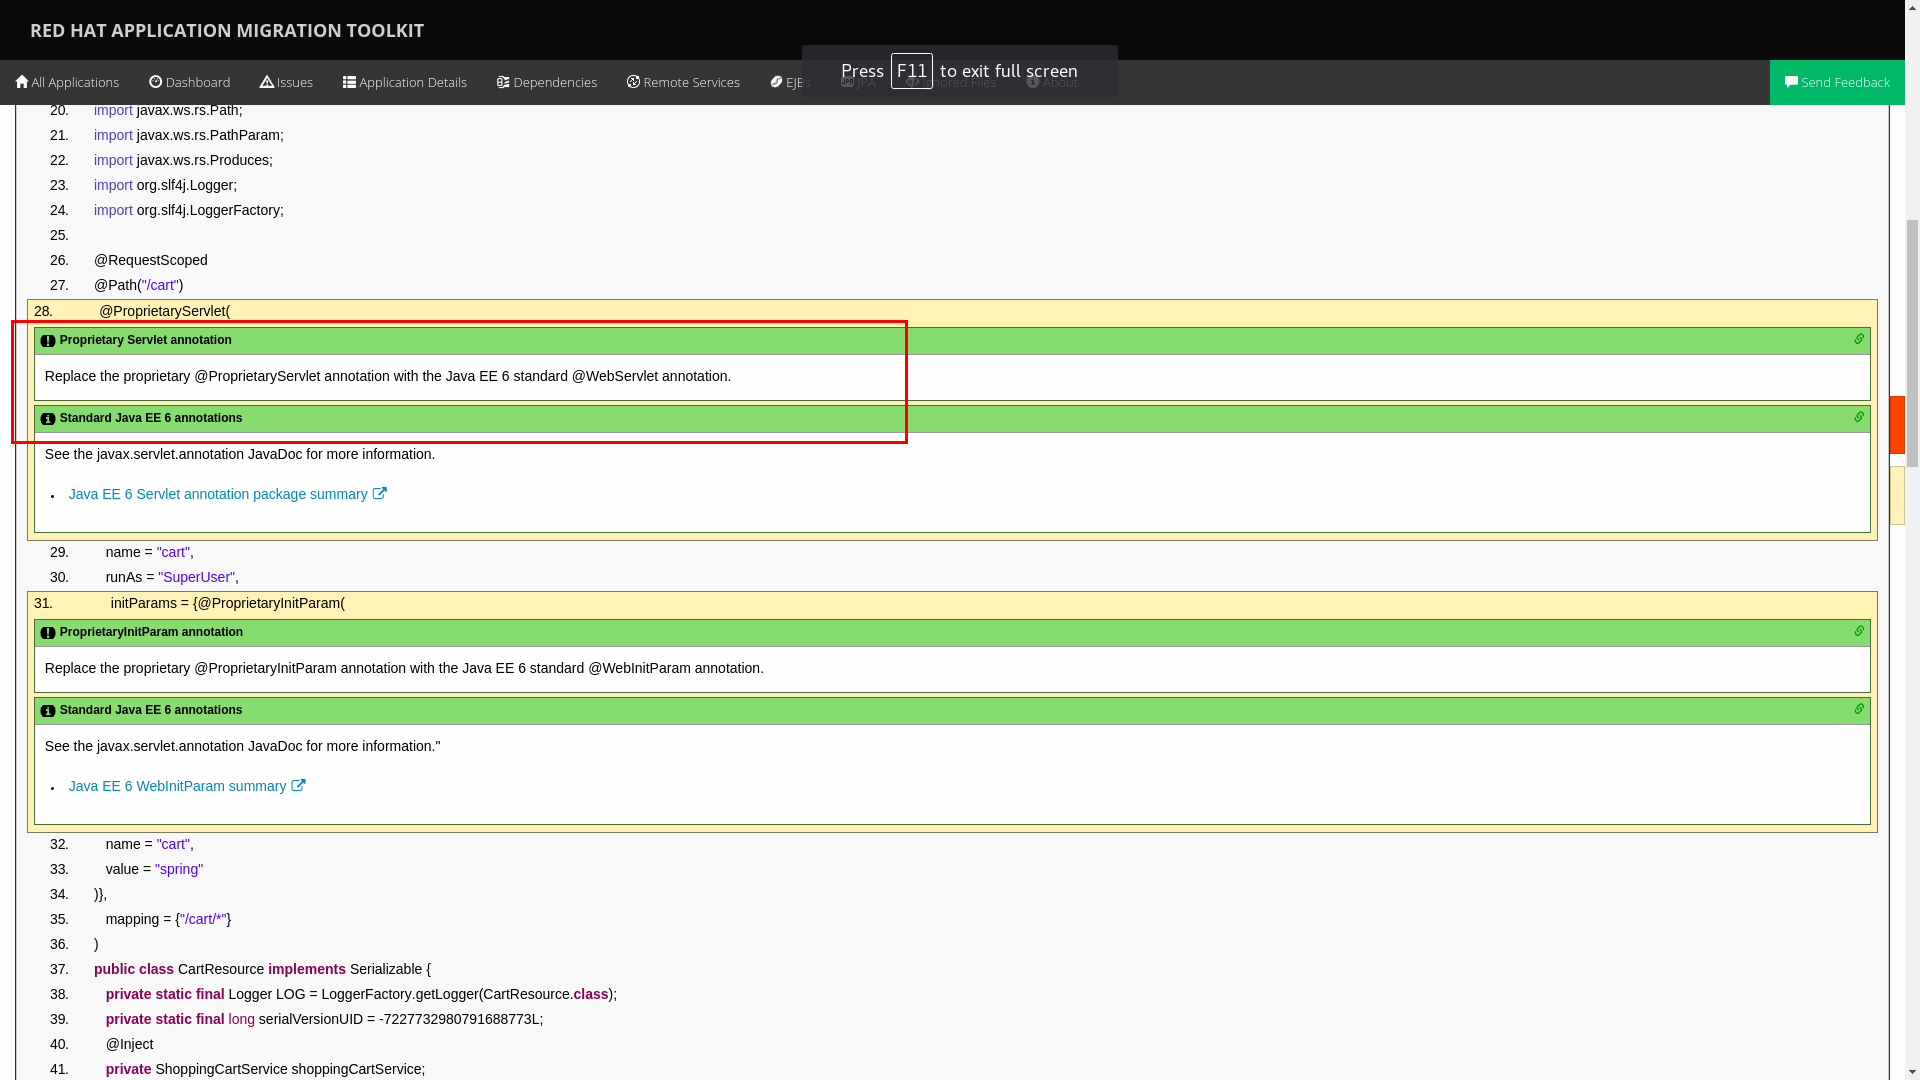 RED HAT APPLICATION MIGRATION TOOLKIT
Press F11 to exit full screen
All Applications Dashboard Issues Application Details Dependencies Remote Services EJBs JPA Ignored Files About Send Feedback
20. import javax.ws.rs.Path;
21. import javax.ws.rs.PathParam;
22. import javax.ws.rs.Produces;
23. import org.slf4j.Logger;
24. import org.slf4j.LoggerFactory;
25.
26. @RequestScoped
27. @Path("/cart")
28. @ProprietaryServlet(
Proprietary Servlet annotation
Replace the proprietary @ProprietaryServlet annotation with the Java EE 6 standard @WebServlet annotation.
Standard Java EE 6 annotations
See the javax.servlet.annotation JavaDoc for more information.
• Java EE 6 Servlet annotation package summary
29. name = "cart",
30. runAs = "SuperUser",
31. initParams = {@ProprietaryInitParam(
ProprietaryInitParam annotation
Replace the proprietary @ProprietaryInitParam annotation with the Java EE 6 standard @WebInitParam annotation.
Standard Java EE 6 annotations
See the javax.servlet.annotation JavaDoc for more information."
• Java EE 6 WebInitParam summary
32. name = "cart",
33. value = "spring"
34. )},
35. mapping = {"/cart/*"}
36. )
37. public class CartResource implements Serializable {
38. private static final Logger LOG = LoggerFactory.getLogger(CartResource.class);
39. private static final long serialVersionUID = -7227732980791688773L;
40. @Inject
41. private ShoppingCartService shoppingCartService;